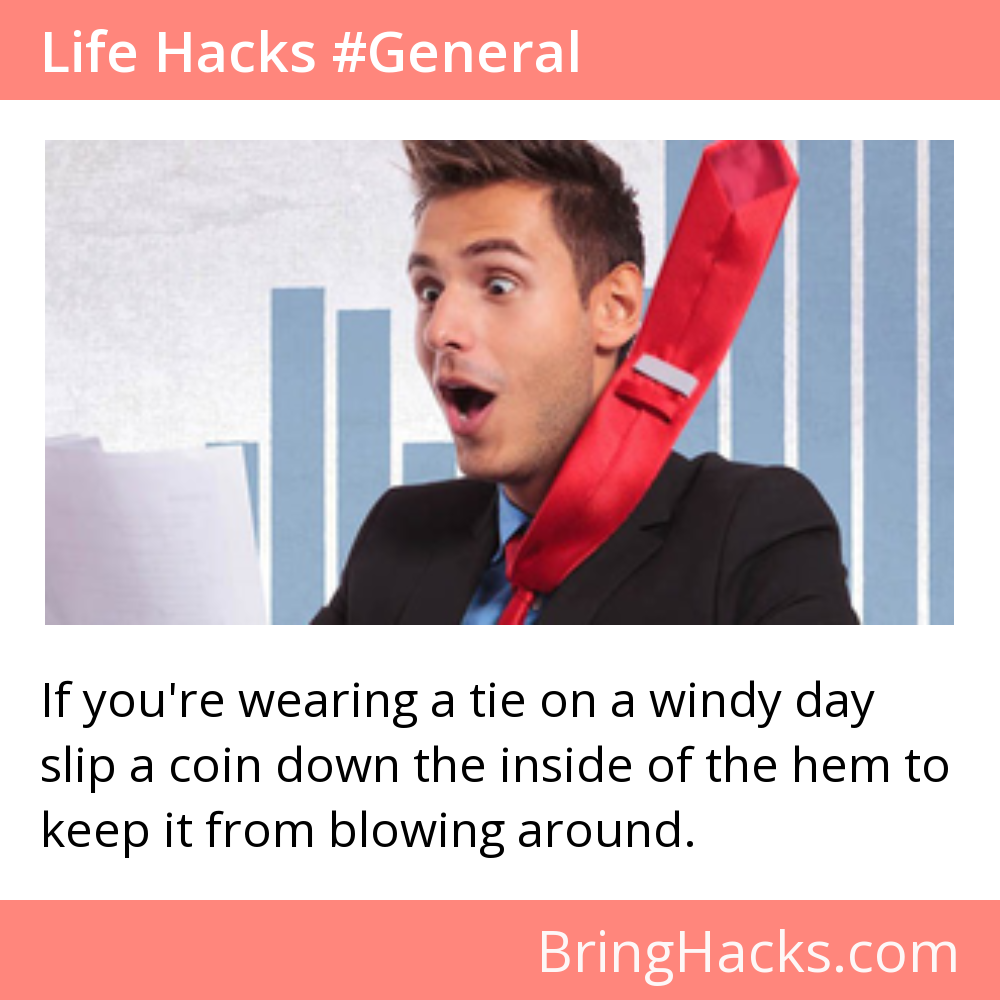 Life Hacks #General
If you're wearing a tie on a windy day
slip a coin down the inside of the hem to
keep it from blowing around.
BringHacks.com